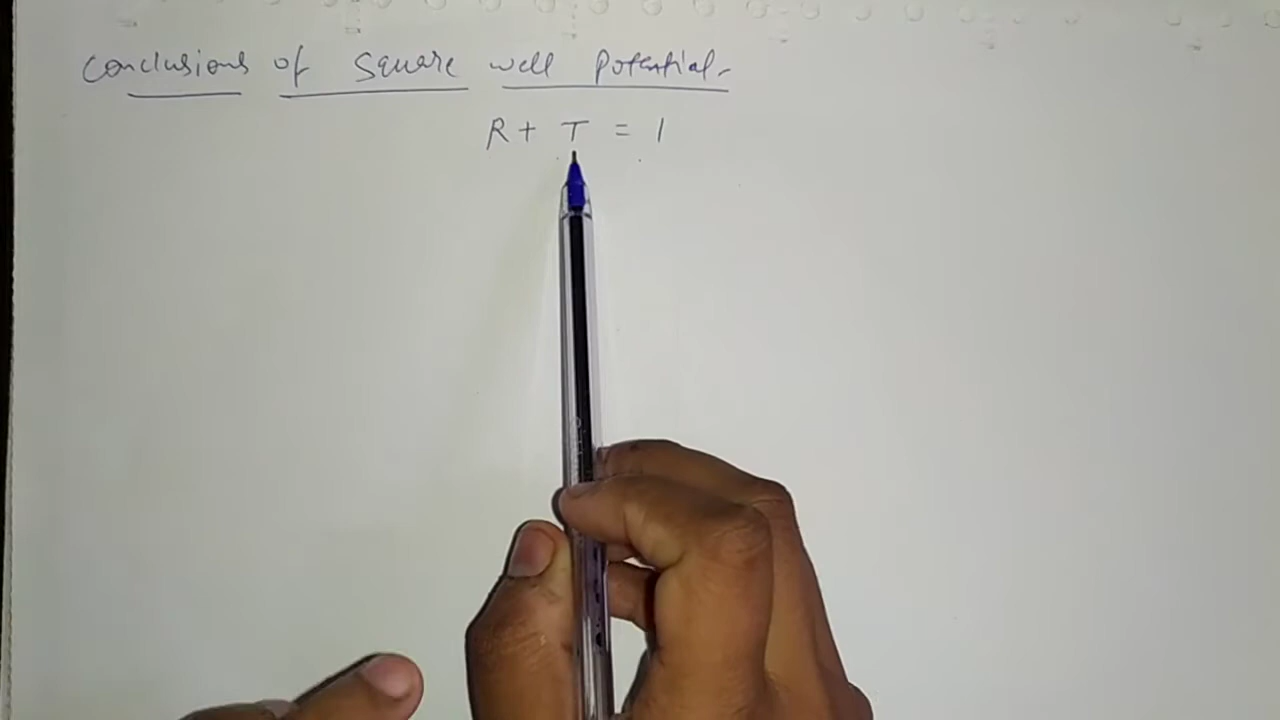 Conclusions of Square well Potential-
R + T = 1